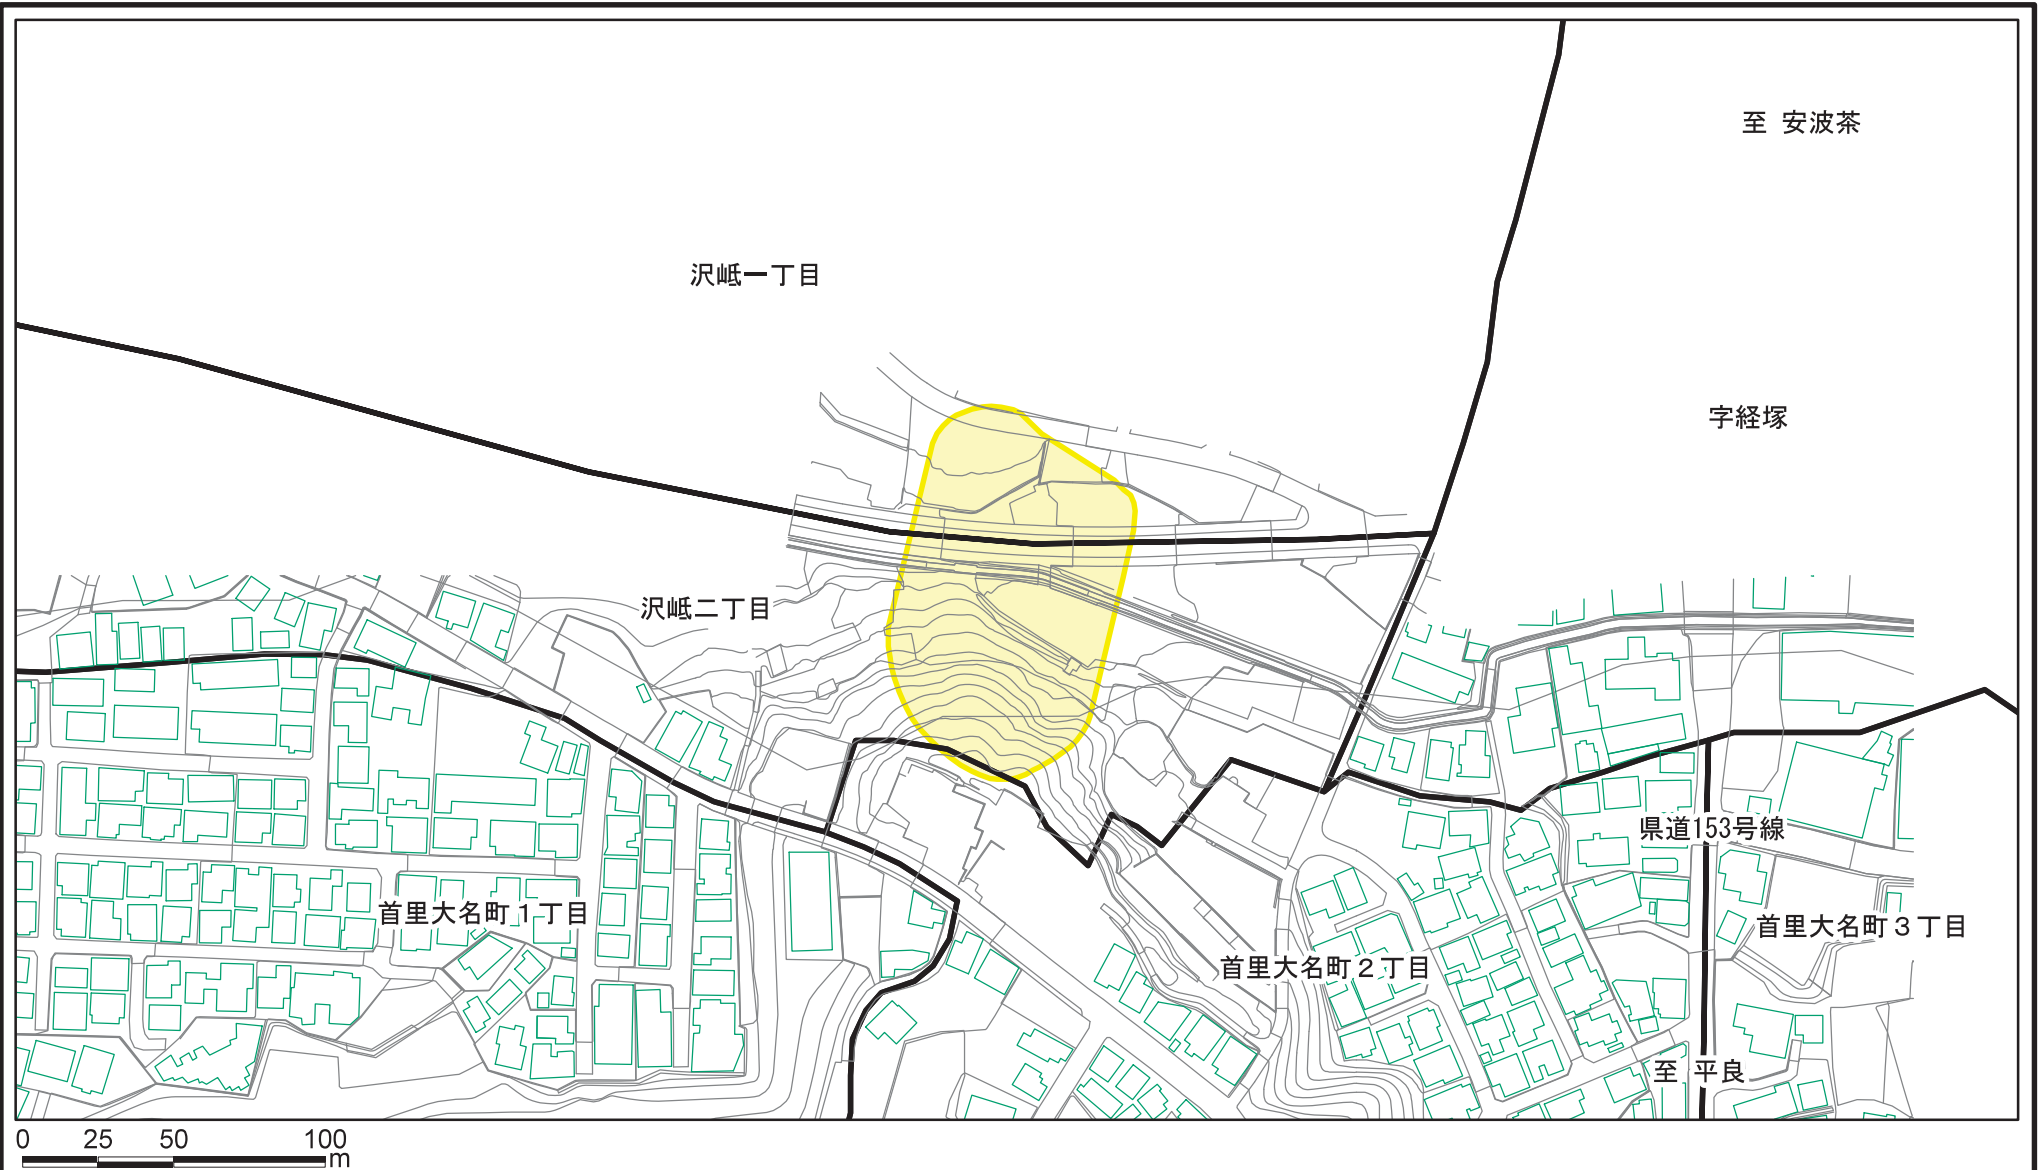 至 安波茶
沢岻一丁目
字経塚
沢岻二丁目
県道153号線
首里大名町１丁目
首里大名町３丁目
首里大名町２丁目
至 平良
0 25 50 100
m